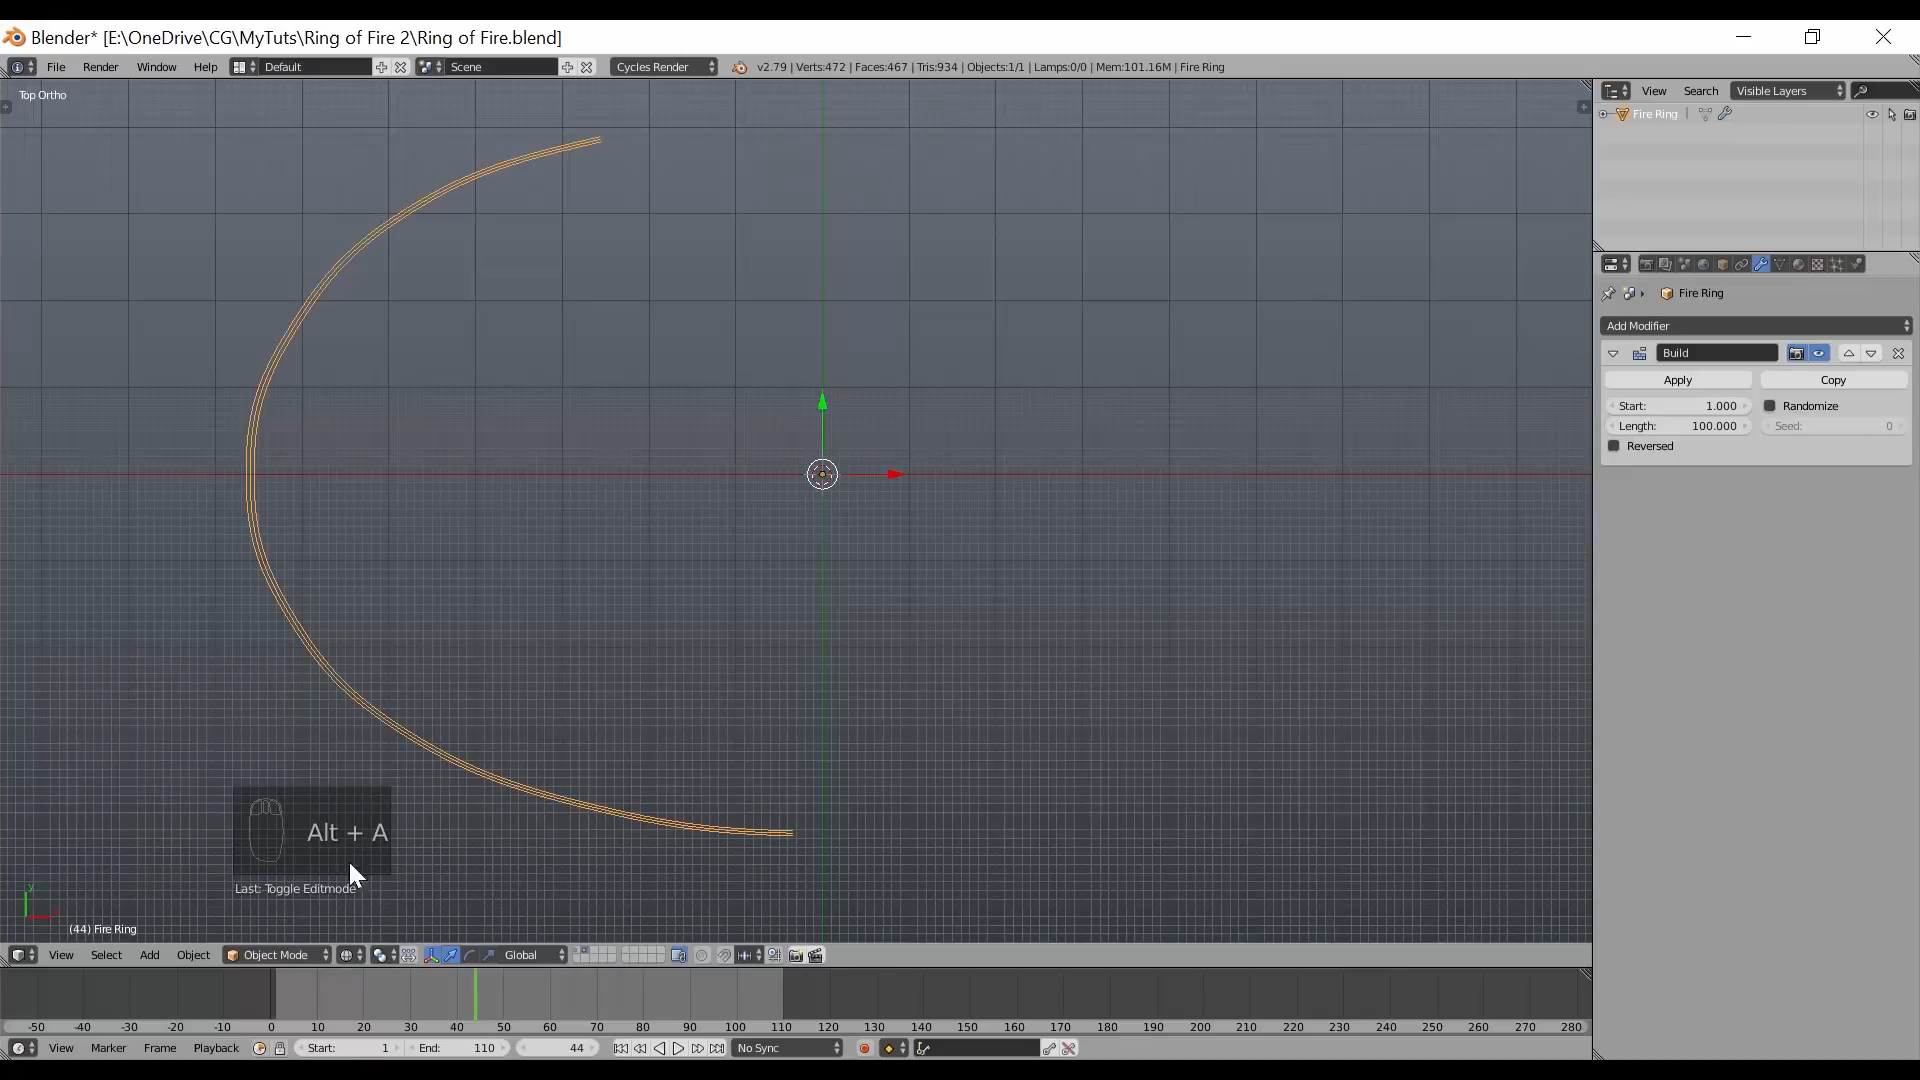 Blender* [E:\OneDrive\CG\MyTuts\Ring of Fire 2\Ring of Fire.blend]
File Render Window Help Default Scene Cycles Render v2.79 | Verts:472 | Faces:467 | Tris:934 | Objects:1/1 | Lamps:0/0 | Mem:101.16M | Fire Ring
Top Ortho
View Search Visible Layers
Fire Ring
Fire Ring
Add Modifier
Build
Apply Copy
Start: 1.000 Randomize
Length: 100.000 Seed: 0
Reversed
Alt + A
Last: Toggle Editmode
y
(44) Fire Ring
View Select Add Object Object Mode Global
-50 -40 -30 -20 -10 0 10 20 30 40 50 60 70 80 90 100 110 120 130 140 150 160 170 180 190 200 210 220 230 240 250 260 270 280
View Marker Frame Playback Start: 1 End: 110 44 No Sync